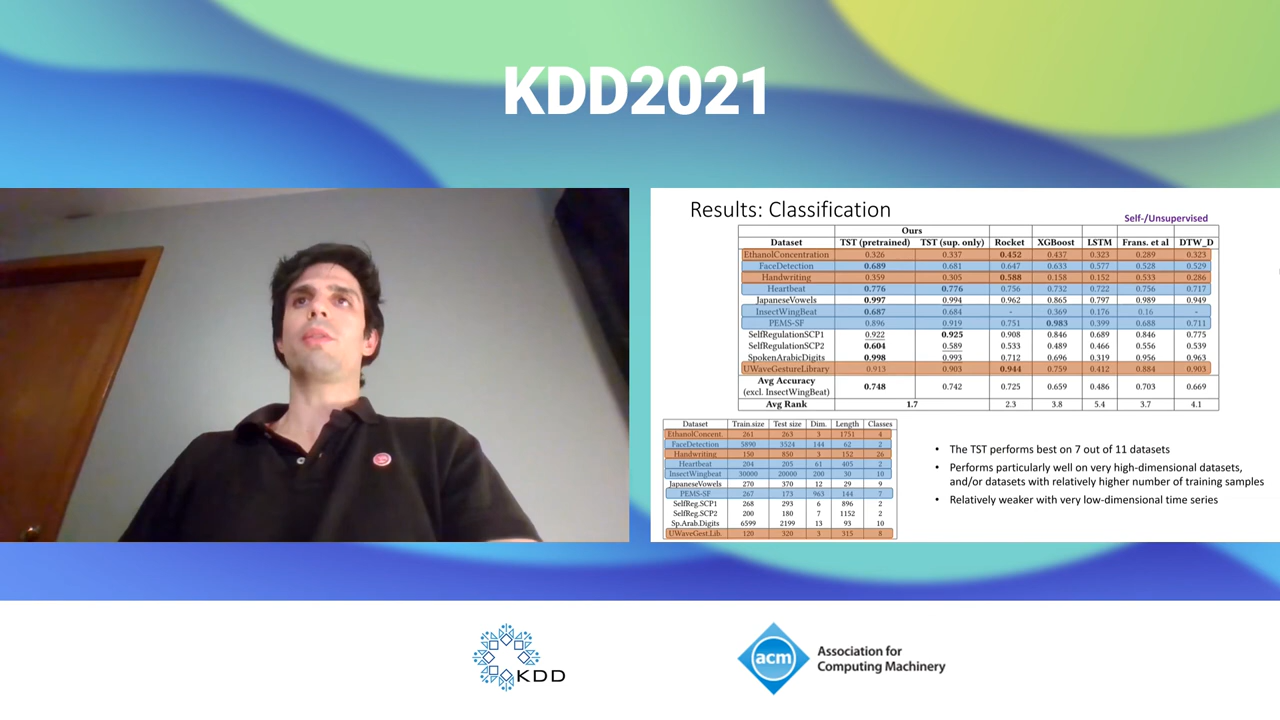 KDD2021
Results: Classification
Self-/Unsupervised
Ours
Dataset TST (pretrained) TST (sup. only) Rocket XGBoost LSTM Frans. et al DTW_D
EthanolConcentration 0.326 0.337 0.452 0.437 0.323 0.289 0.323
FaceDetection 0.689 0.681 0.647 0.633 0.577 0.528 0.529
Handwriting 0.359 0.305 0.588 0.158 0.152 0.533 0.286
Heartbeat 0.776 0.776 0.756 0.732 0.722 0.756 0.717
JapaneseVowels 0.997 0.994 0.962 0.865 0.797 0.989 0.949
InsectWingBeat 0.687 0.684 - 0.369 0.176 0.16 -
PEMS-SF 0.896 0.919 0.751 0.983 0.399 0.688 0.711
SelfRegulationSCP1 0.922 0.925 0.908 0.846 0.689 0.846 0.775
SelfRegulationSCP2 0.604 0.589 0.533 0.489 0.466 0.556 0.539
SpokenArabicDigits 0.998 0.993 0.712 0.696 0.319 0.956 0.963
UWaveGestureLibrary 0.913 0.903 0.944 0.759 0.412 0.884 0.903
Avg Accuracy
(excl. InsectWingBeat) 0.748 0.742 0.725 0.659 0.486 0.703 0.669
Avg Rank 1.7 2.3 3.8 5.4 3.7 4.1
Dataset Train.size Test size Dim. Length Classes
EthanolConcent. 261 263 3 1751 4
FaceDetection 5890 3524 144 62 2
Handwriting 150 850 3 152 26
Heartbeat 204 205 61 405 2
InsectWingbeat 30000 20000 200 30 10
JapaneseVowels 270 370 12 29 9
PEMS-SF 267 173 963 144 7
SelfReg.SCP1 268 293 6 896 2
SelfReg.SCP2 200 180 7 1152 2
Sp.Arab.Digits 6599 2199 13 93 10
UWaveGest.Lib. 120 320 3 315 8
• The TST performs best on 7 out of 11 datasets
• Performs particularly well on very high-dimensional datasets,
and/or datasets with relatively higher number of training samples
• Relatively weaker with very low-dimensional time series
KDD
acm
Association for
Computing Machinery